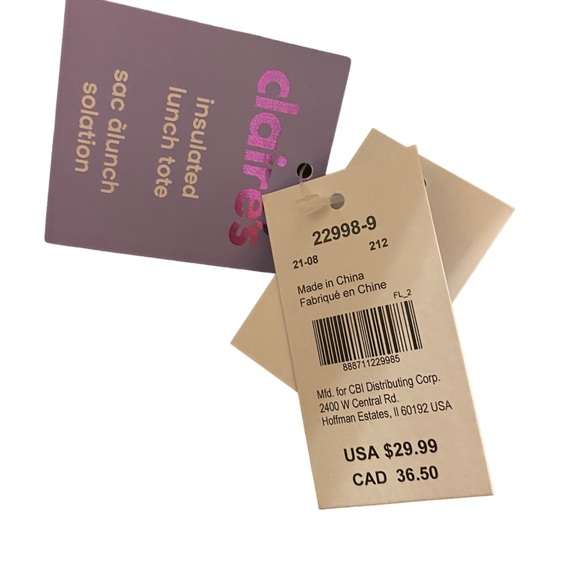 claire's
insulated
lunch tote
sac älunch
solation
22998-9
21-08 212
Made in China
Fabriqué en Chine
FL_2
888711229985
Mfd. for CBI Distributing Corp.
2400 W Central Rd.
Hoffman Estates, Il 60192 USA
USA $29.99
CAD 36.50